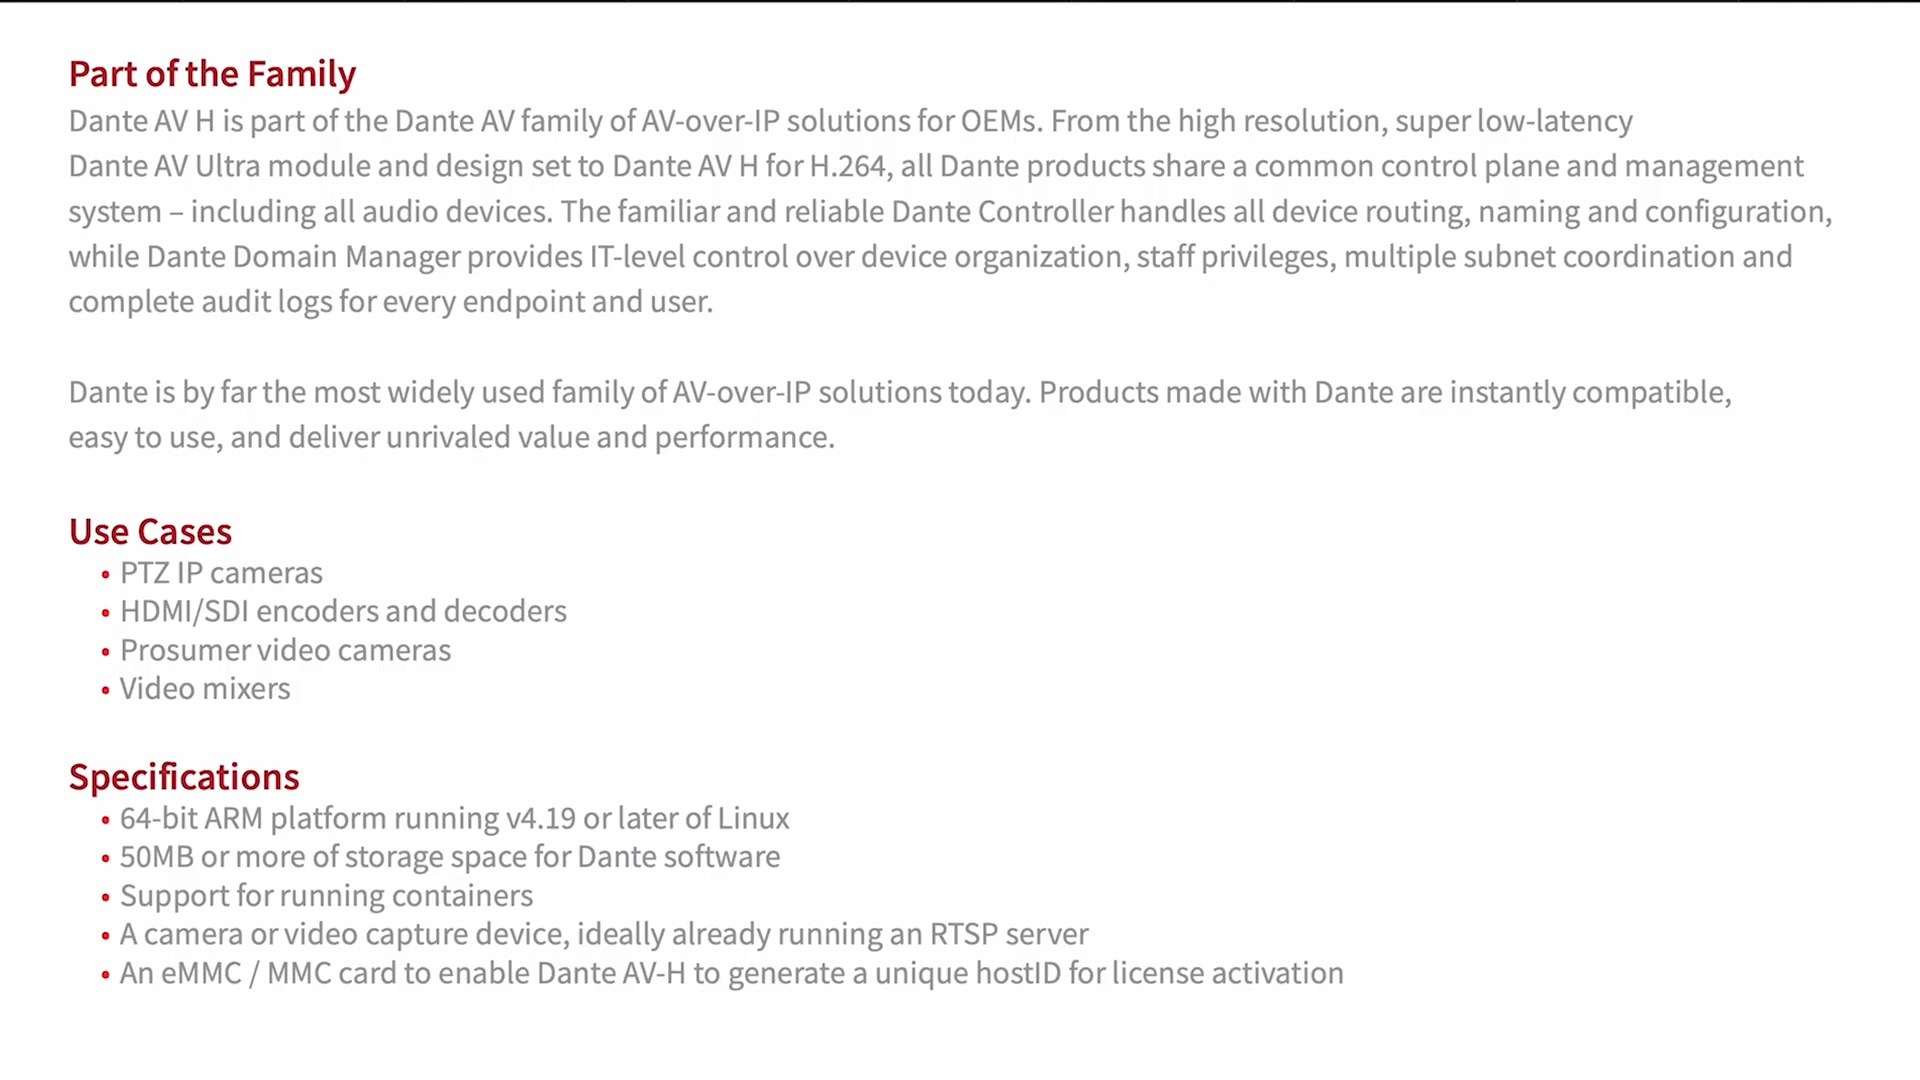 Part of the Family
Dante AV H is part of the Dante AV family of AV-over-IP solutions for OEMs. From the high resolution, super low-latency
Dante AV Ultra module and design set to Dante AV H for H.264, all Dante products share a common control plane and management
system – including all audio devices. The familiar and reliable Dante Controller handles all device routing, naming and configuration,
while Dante Domain Manager provides IT-level control over device organization, staff privileges, multiple subnet coordination and
complete audit logs for every endpoint and user.
Dante is by far the most widely used family of AV-over-IP solutions today. Products made with Dante are instantly compatible,
easy to use, and deliver unrivaled value and performance.
Use Cases
• PTZ IP cameras
• HDMI/SDI encoders and decoders
• Prosumer video cameras
• Video mixers
Specifications
• 64-bit ARM platform running v4.19 or later of Linux
• 50MB or more of storage space for Dante software
• Support for running containers
• A camera or video capture device, ideally already running an RTSP server
• An eMMC / MMC card to enable Dante AV-H to generate a unique hostID for license activation